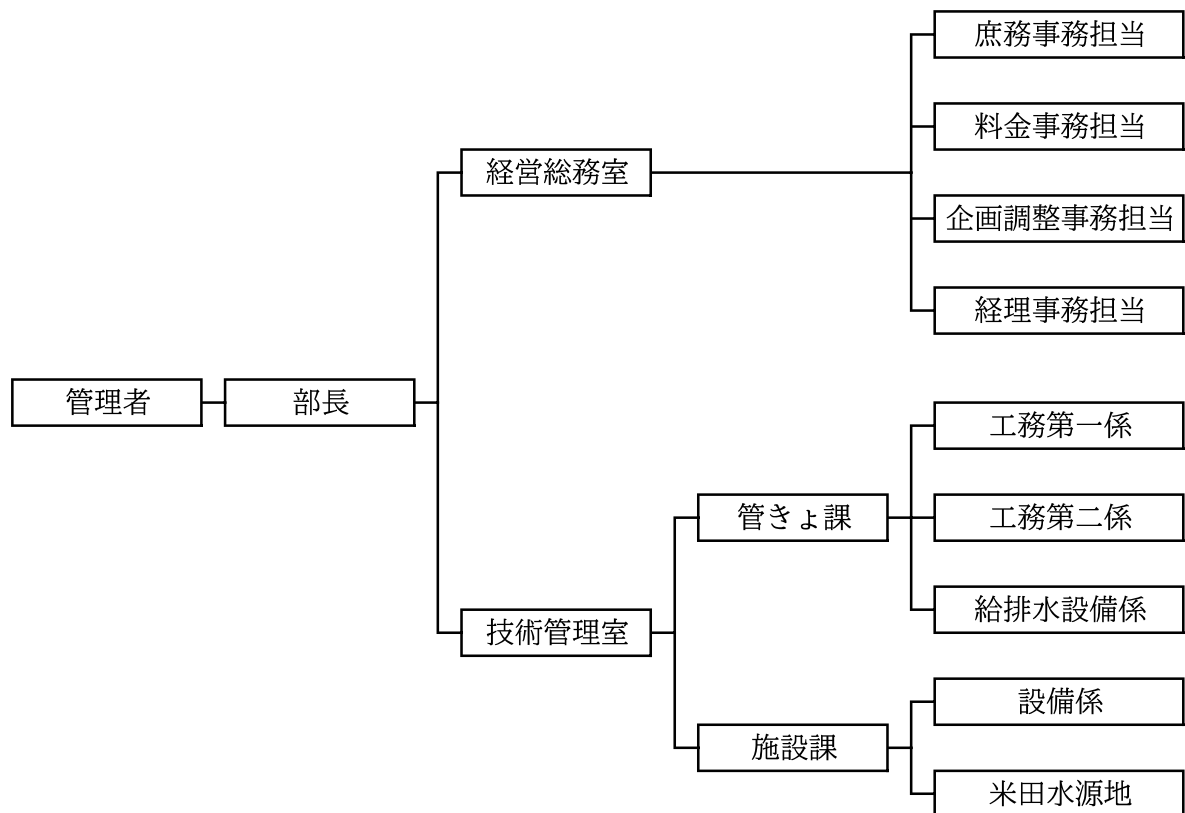 庶務事務担当
料金事務担当
経営総務室
企画調整事務担当
経理事務担当
管理者
部長
工務第一係
管きょ課
工務第二係
給排水設備係
技術管理室
設備係
施設課
米田水源地